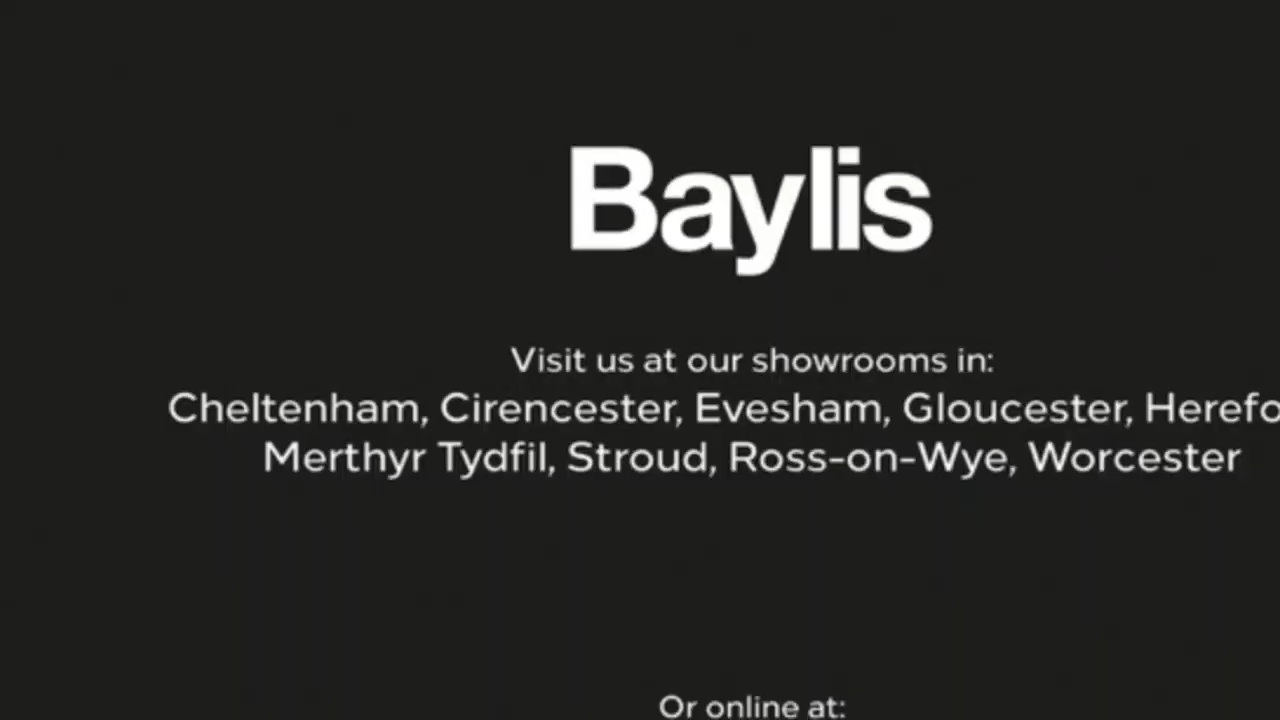 Baylis
Visit us at our showrooms in:
Cheltenham, Cirencester, Evesham, Gloucester,
Merthyr Tydfil, Stroud, Ross-on-Wye, Worcester
Or online at: